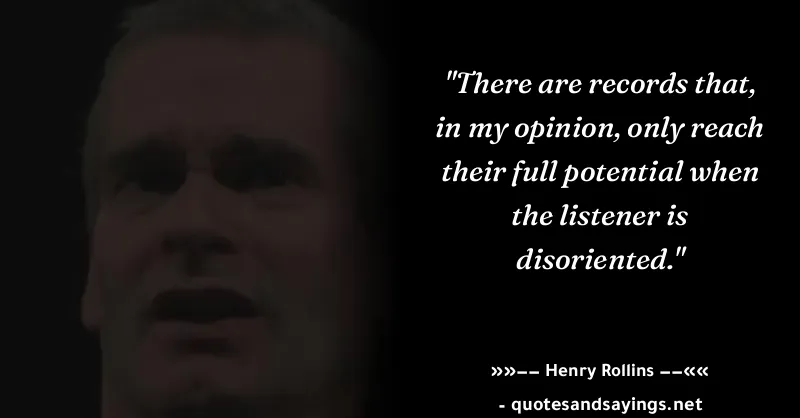 "There are records that,
in my opinion, only reach
their full potential when
the listener is
disoriented."
»»−− Henry Rollins −−««
- quotesandsayings.net